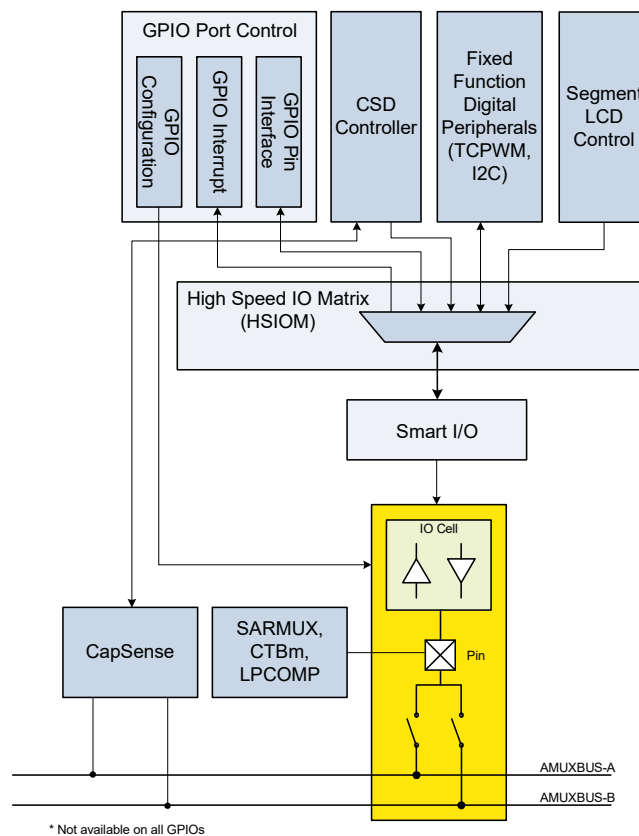 GPIO Port Control
GPIO
Configuration
GPIO Interrupt
GPIO Pin
Interface
CSD
Controller
Fixed
Function
Digital
Peripherals
(TCPWM,
I2C)
Segment
LCD
Control
High Speed IO Matrix
(HSIOM)
Smart I/O
IO Cell
CapSense
SARMUX,
CTBm,
LPCOMP
Pin
AMUXBUS-A
AMUXBUS-B
* Not available on all GPIOs